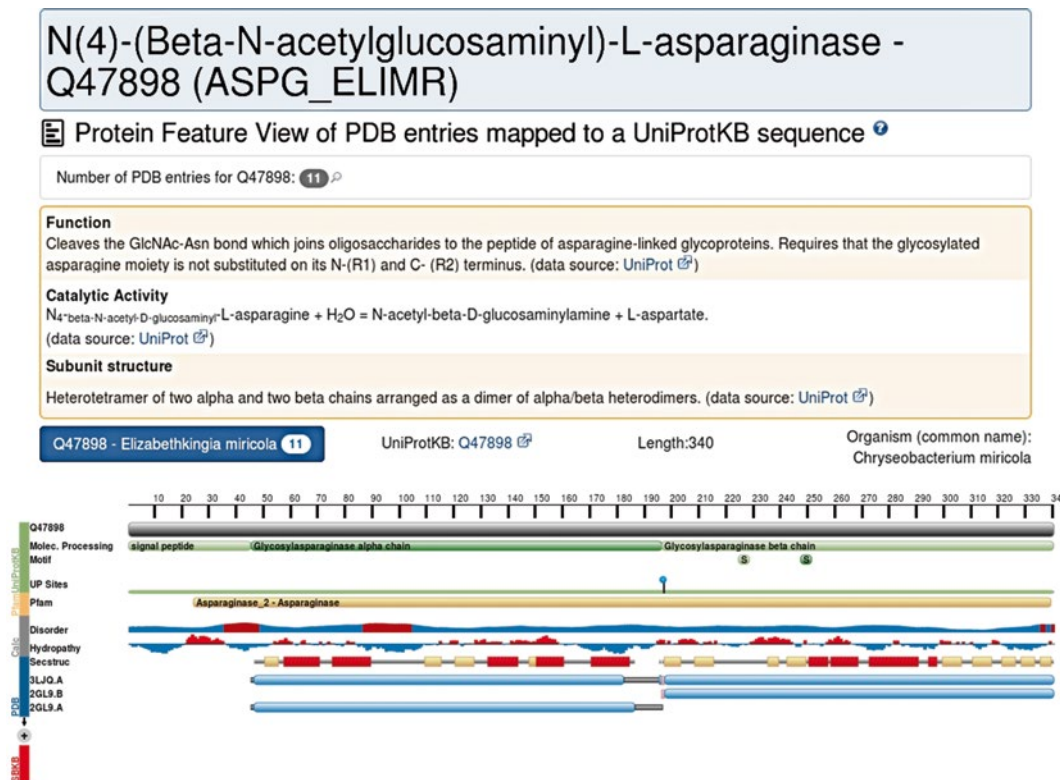 N(4)-(Beta-N-acetylglucosaminyl)-L-asparaginase -
Q47898 (ASPG_ELIMR)
Protein Feature View of PDB entries mapped to a UniProtKB sequence ?
Number of PDB entries for Q47898: 11
Function
Cleaves the GlcNAc-Asn bond which joins oligosaccharides to the peptide of asparagine-linked glycoproteins. Requires that the glycosylated
asparagine moiety is not substituted on its N-(R1) and C- (R2) terminus. (data source: UniProt)
Catalytic Activity
N4-beta-N-acetyl-D-glucosaminyl-L-asparagine + H2O = N-acetyl-beta-D-glucosaminylamine + L-aspartate.
(data source: UniProt)
Subunit structure
Heterotetramer of two alpha and two beta chains arranged as a dimer of alpha/beta heterodimers. (data source: UniProt)
Q47898 - Elizabethkingia miricola 11 UniProtKB: Q47898 Length:340 Organism (common name):
Chryseobacterium miricola
10 20 30 40 50 60 70 80 90 100 110 120 130 140 150 160 170 180 190 200 210 220 230 240 250 260 270 280 290 300 310 320 330 34
Q47898
Molec. Processing signal peptide Glycosylasparaginase alpha chain Glycosylasparaginase beta chain
Motif S S
UP Sites
Pfam Asparaginase_2 - Asparaginase
Disorder
Hydropathy
Secstruc
3LJQ.A
2GL9.B
2GL9.A
UniProtKB
Pfam
Calc
PDB
+